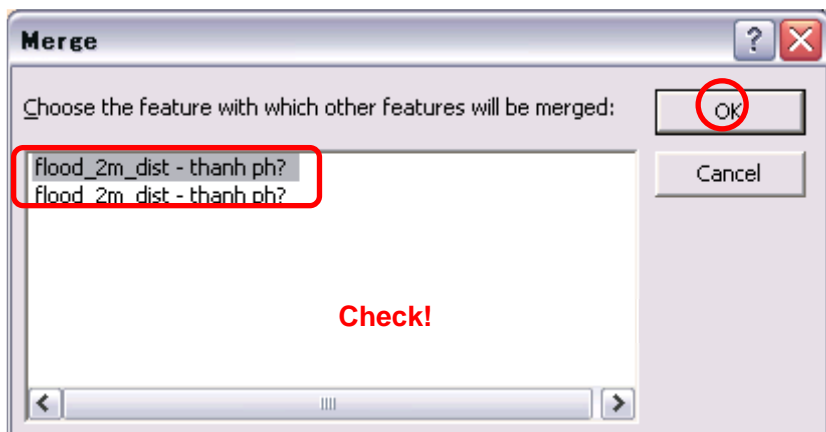 Merge
Choose the feature with which other features will be merged:
OK
flood_2m_dist - thanh ph?
flood_2m_dist - thanh ph?
Cancel
Check!